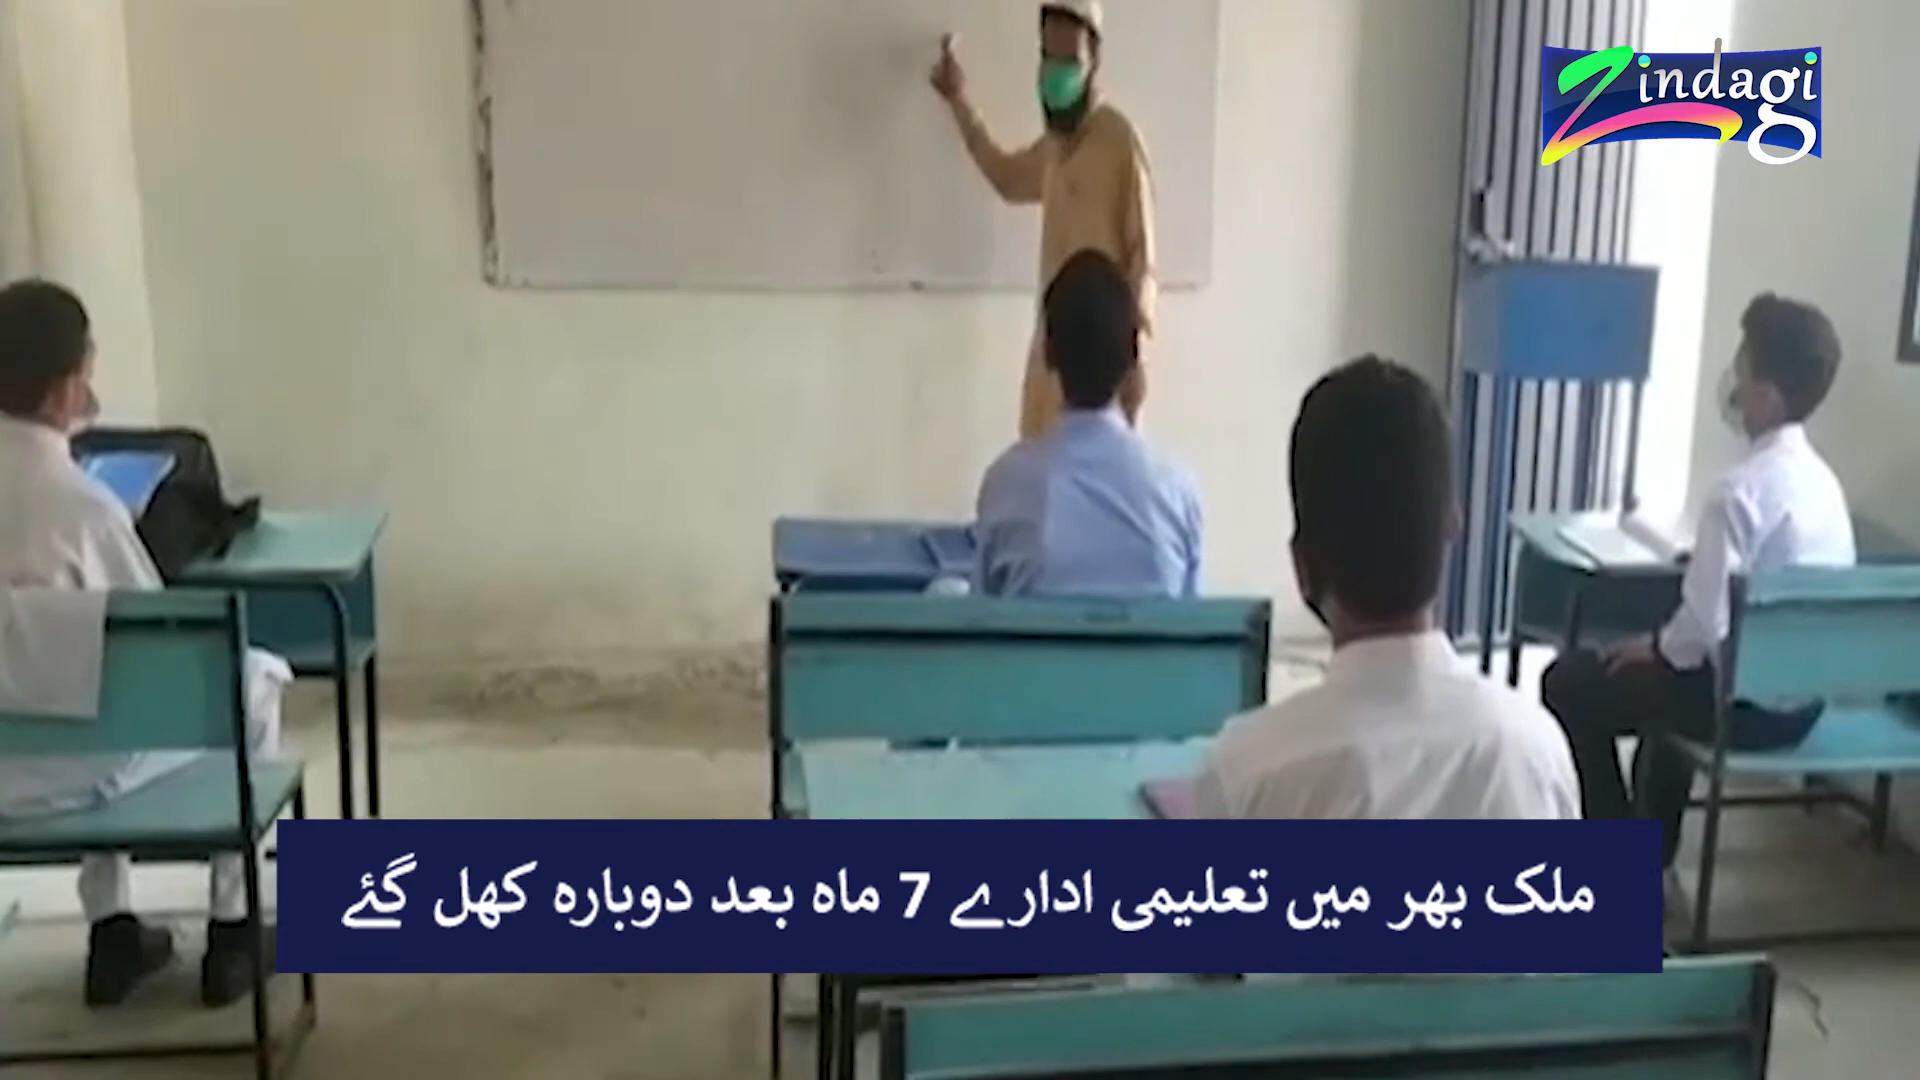 Zindagi
ملک بھر میں تعلیمی ادارے 7 ماہ بعد دوبارہ کھل گئے